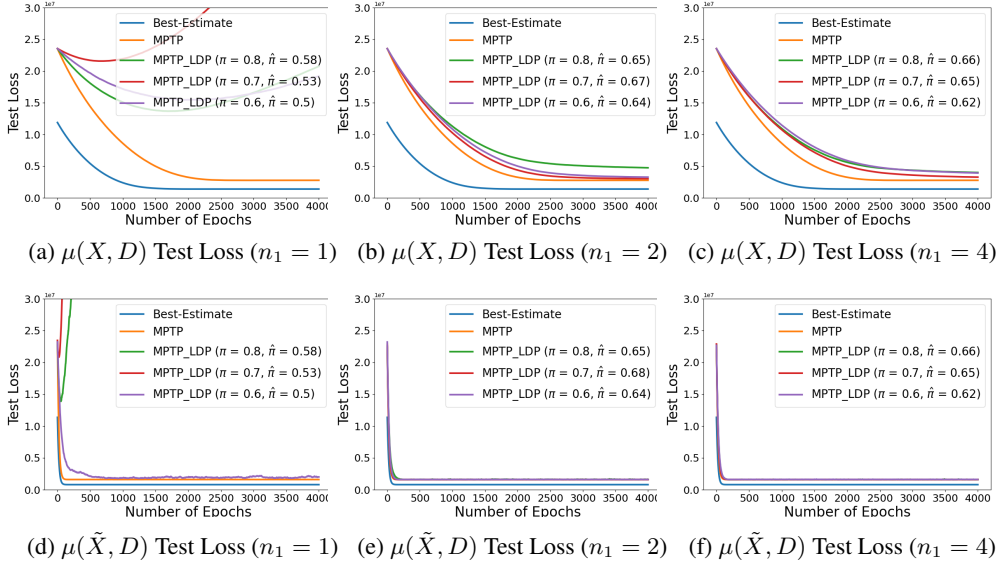 1e7
3.0
2.5
2.0
1.5
1.0
0.5
0.0
Test Loss
Best-Estimate
MPTP
MPTP_LDP (π = 0.8, π̂ = 0.58)
MPTP_LDP (π = 0.7, π̂ = 0.53)
MPTP_LDP (π = 0.6, π̂ = 0.5)
0 500 1000 1500 2000 2500 3000 3500 4000
Number of Epochs
(a) μ(X, D) Test Loss (n₁ = 1)
1e7
3.0
2.5
2.0
1.5
1.0
0.5
0.0
Test Loss
Best-Estimate
MPTP
MPTP_LDP (π = 0.8, π̂ = 0.65)
MPTP_LDP (π = 0.7, π̂ = 0.67)
MPTP_LDP (π = 0.6, π̂ = 0.64)
0 500 1000 1500 2000 2500 3000 3500 4000
Number of Epochs
(b) μ(X, D) Test Loss (n₁ = 2)
1e7
3.0
2.5
2.0
1.5
1.0
0.5
0.0
Test Loss
Best-Estimate
MPTP
MPTP_LDP (π = 0.8, π̂ = 0.66)
MPTP_LDP (π = 0.7, π̂ = 0.65)
MPTP_LDP (π = 0.6, π̂ = 0.62)
0 500 1000 1500 2000 2500 3000 3500 4000
Number of Epochs
(c) μ(X, D) Test Loss (n₁ = 4)
1e7
3.0
2.5
2.0
1.5
1.0
0.5
0.0
Test Loss
Best-Estimate
MPTP
MPTP_LDP (π = 0.8, π̂ = 0.58)
MPTP_LDP (π = 0.7, π̂ = 0.53)
MPTP_LDP (π = 0.6, π̂ = 0.5)
0 500 1000 1500 2000 2500 3000 3500 4000
Number of Epochs
(d) μ(X̃, D) Test Loss (n₁ = 1)
1e7
3.0
2.5
2.0
1.5
1.0
0.5
0.0
Test Loss
Best-Estimate
MPTP
MPTP_LDP (π = 0.8, π̂ = 0.65)
MPTP_LDP (π = 0.7, π̂ = 0.68)
MPTP_LDP (π = 0.6, π̂ = 0.64)
0 500 1000 1500 2000 2500 3000 3500 4000
Number of Epochs
(e) μ(X̃, D) Test Loss (n₁ = 2)
1e7
3.0
2.5
2.0
1.5
1.0
0.5
0.0
Test Loss
Best-Estimate
MPTP
MPTP_LDP (π = 0.8, π̂ = 0.66)
MPTP_LDP (π = 0.7, π̂ = 0.65)
MPTP_LDP (π = 0.6, π̂ = 0.62)
0 500 1000 1500 2000 2500 3000 3500 4000
Number of Epochs
(f) μ(X̃, D) Test Loss (n₁ = 4)